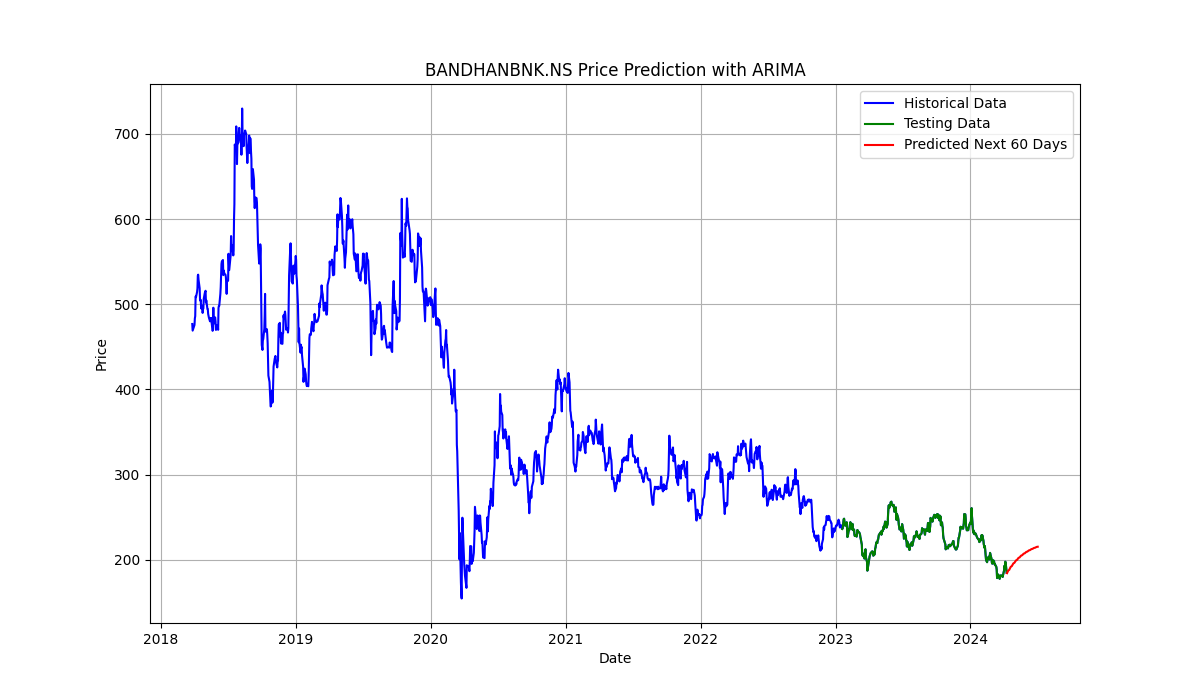 BANDHANBNK.NS Price Prediction with ARIMA
Historical Data
Testing Data
Predicted Next 60 Days
Price
700
600
500
400
300
200
2018 2019 2020 2021 2022 2023 2024
Date